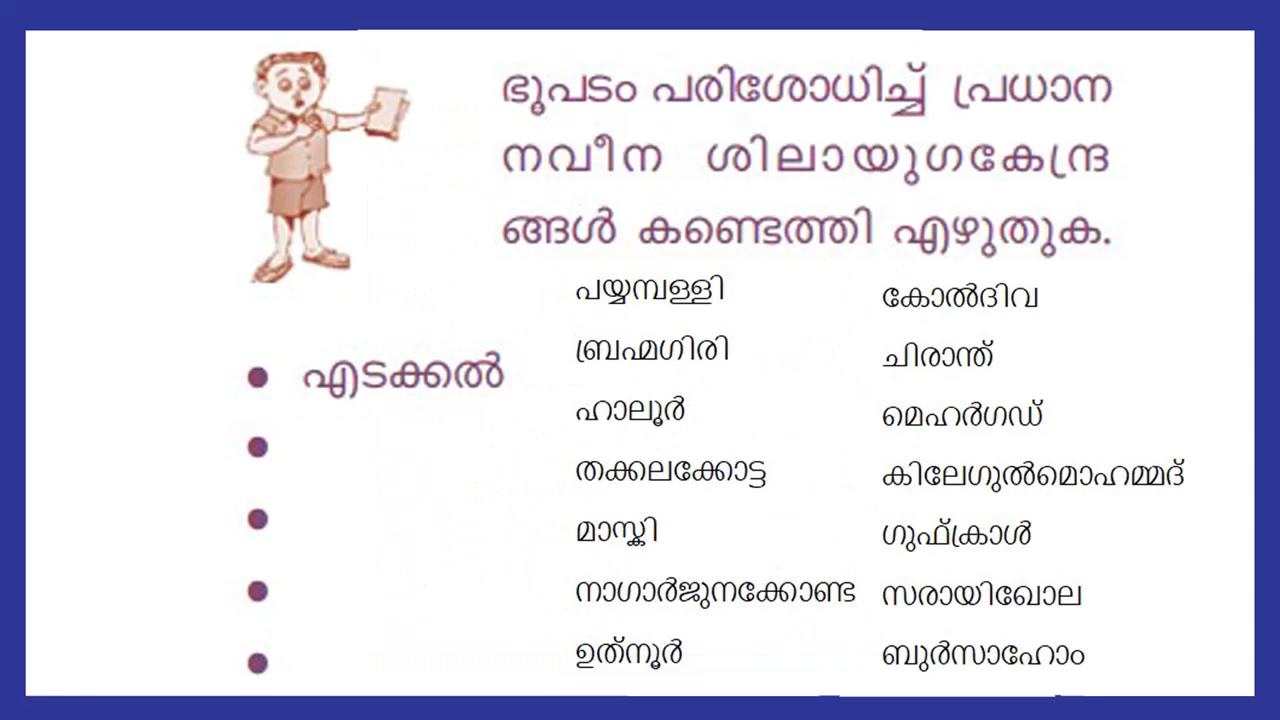 ഭൂപടം പരിശോധിച്ച് പ്രധാന
നവീന ശിലായുഗകേന്ദ്ര
ങ്ങൾ കണ്ടെത്തി എഴുതുക.
• എടക്കൽ
•
•
•
•
പയ്യമ്പള്ളി
ബ്രഹ്മഗിരി
ഹാലൂർ
തക്കലക്കോട്ട
മാസ്കി
നാഗാർജുനക്കോണ്ട
ഉത്നൂർ
കോൽദിവ
ചിരാന്ത്
മെഹർഗഡ്
കിലേഗുൽമൊഹമ്മദ്
ഗുഫ്ക്രാൾ
സരായിഖോല
ബുർസാഹോം